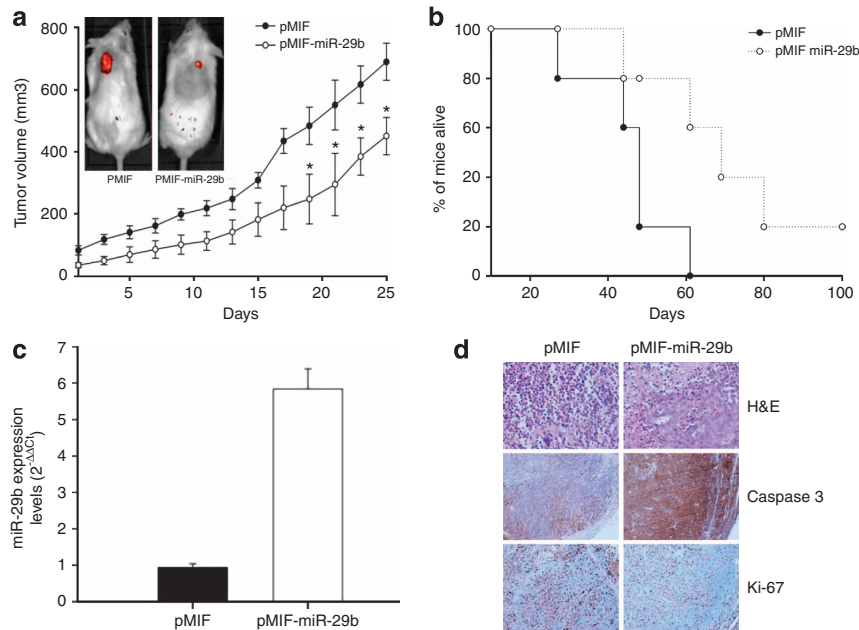 a
800
600
400
200
0
Tumor volume (mm3)
5
10
15
20
25
Days
pMIF
pMIF-miR-29b
PMIF
PMIF-miR-29b
*
*
*
*
b
100
80
60
20
20
0
% of mice alive
20
40
60
80
100
Days
pMIF
pMIF miR-29b
c
7
6
5
4
3
2
1
0
miR-29b expression
levels (2-ΔΔCt)
pMIF
pMIF-miR-29b
d
pMIF
pMIF-miR-29b
H&E
Caspase 3
Ki-67